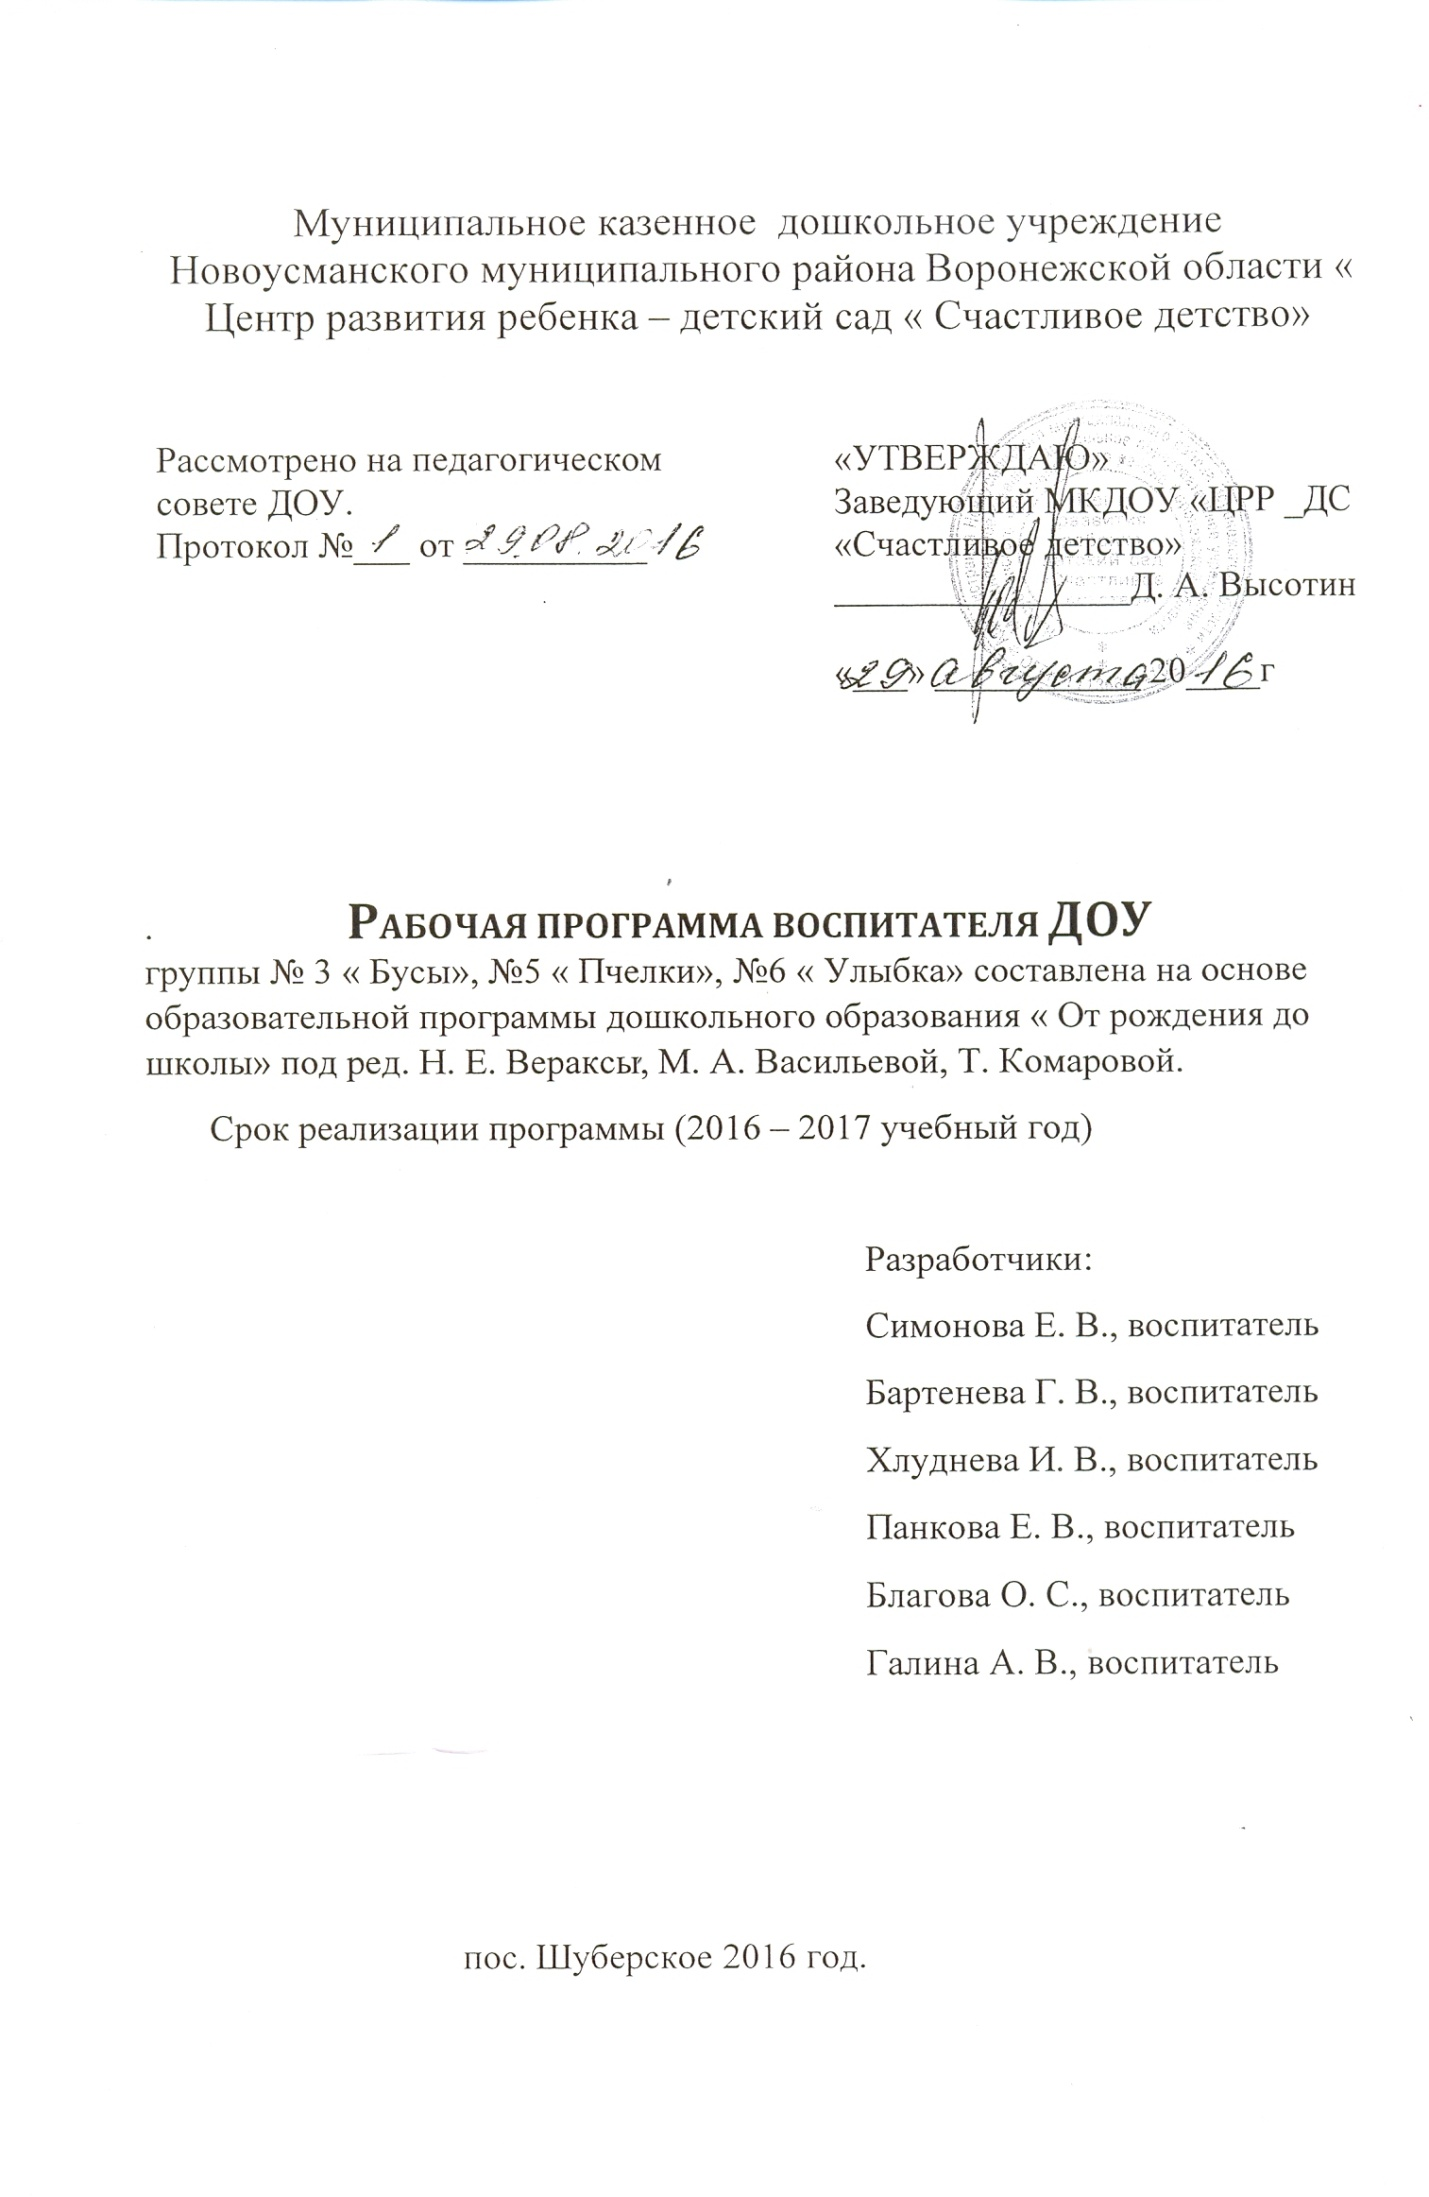 Муниципальное казенное дошкольное учреждение
Новоусманского муниципального района Воронежской области «
Центр развития ребенка – детский сад « Счастливое детство»
Рассмотрено на педагогическом
совете ДОУ.
Протокол № 1 от 29.08.2016
«УТВЕРЖДАЮ»
Заведующий МКДОУ «ЦРР _ДС
«Счастливое детство»
________________Д. А. Высотин
«29» августа 2016 г
РАБОЧАЯ ПРОГРАММА ВОСПИТАТЕЛЯ ДОУ
группы № 3 « Бусы», №5 « Пчелки», №6 « Улыбка» составлена на основе
образовательной программы дошкольного образования « От рождения до
школы» под ред. Н. Е. Вераксы, М. А. Васильевой, Т. Комаровой.
Срок реализации программы (2016 – 2017 учебный год)
Разработчики:
Симонова Е. В., воспитатель
Бартенева Г. В., воспитатель
Хлуднева И. В., воспитатель
Панкова Е. В., воспитатель
Благова О. С., воспитатель
Галина А. В., воспитатель
пос. Шуберское 2016 год.